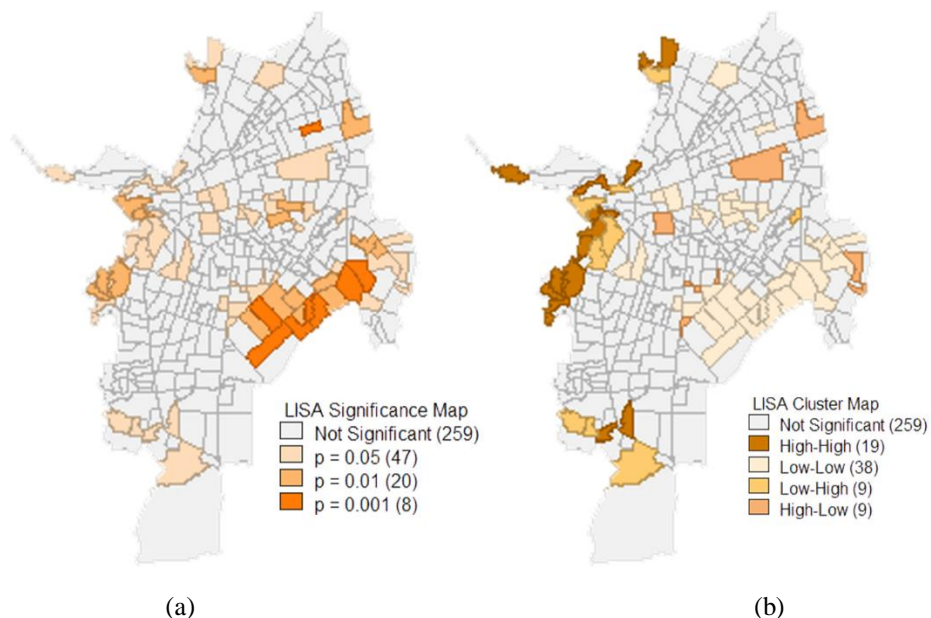 LISA Significance Map
Not Significant (259)
p = 0.05 (47)
p = 0.01 (20)
p = 0.001 (8)
LISA Cluster Map
Not Significant (259)
High-High (19)
Low-Low (38)
Low-High (9)
High-Low (9)
(a)
(b)